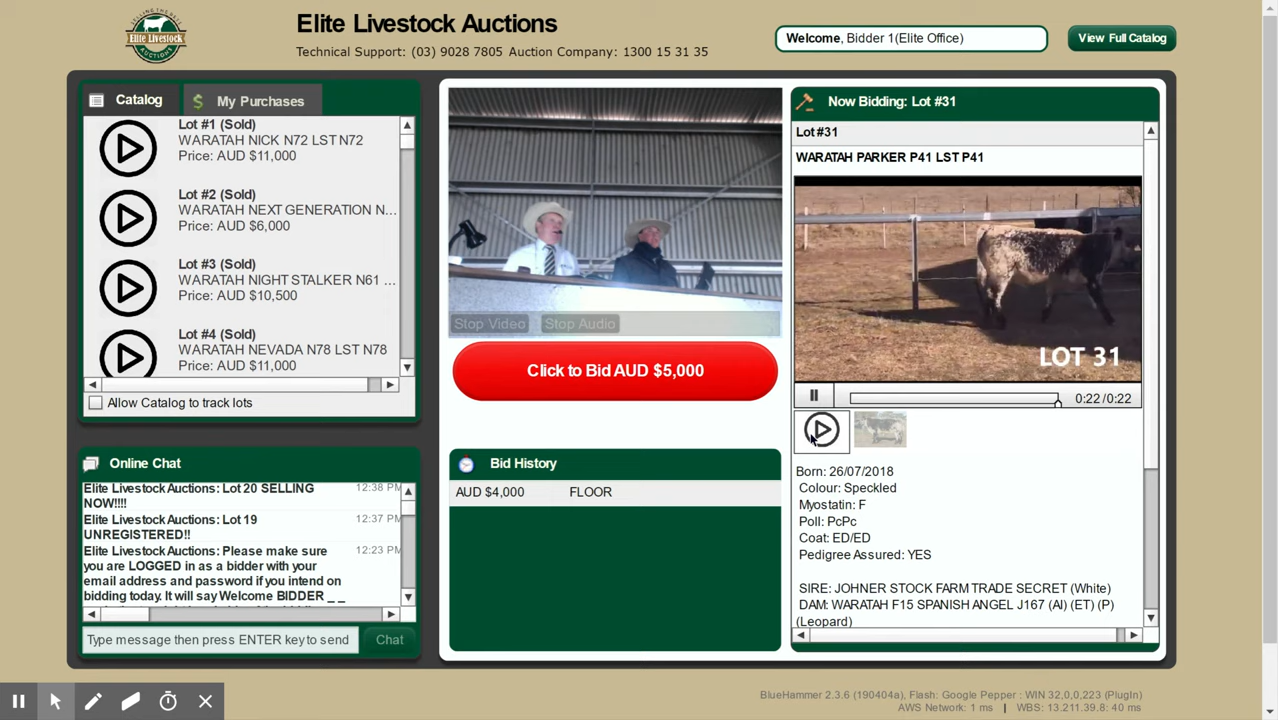 Elite Livestock
AUCTIONS
Elite Livestock Auctions
Technical Support: (03) 9028 7805 Auction Company: 1300 15 31 35
Welcome, Bidder 1(Elite Office)
View Full Catalog
Catalog
My Purchases
Lot #1 (Sold)
WARATAH NICK N72 LST N72
Price: AUD $11,000
Lot #2 (Sold)
WARATAH NEXT GENERATION N...
Price: AUD $6,000
Lot #3 (Sold)
WARATAH NIGHT STALKER N61 ...
Price: AUD $10,500
Lot #4 (Sold)
WARATAH NEVADA N78 LST N78
Price: AUD $11,000
Allow Catalog to track lots
Online Chat
Elite Livestock Auctions: Lot 20 SELLING 12:38 PM
NOW!!!!
Elite Livestock Auctions: Lot 19 12:37 PM
UNREGISTERED!!
Elite Livestock Auctions: Please make sure 12:23 PM
you are LOGGED in as a bidder with your
email address and password if you intend on
bidding today. It will say Welcome BIDDER _ _
Type message then press ENTER key to send
Chat
Stop Video
Stop Audio
Click to Bid AUD $5,000
Bid History
AUD $4,000 FLOOR
Now Bidding: Lot #31
Lot #31
WARATAH PARKER P41 LST P41
LOT 31
0:22 /0:22
Born: 26/07/2018
Colour: Speckled
Myostatin: F
Poll: PcPc
Coat: ED/ED
Pedigree Assured: YES
SIRE: JOHNER STOCK FARM TRADE SECRET (White)
DAM: WARATAH F15 SPANISH ANGEL J167 (AI) (ET) (P)
(Leopard)
BlueHammer 2.3.6 (190404a), Flash: Google Pepper : WIN 32,0,0,223 (PlugIn)
AWS Network: 1 ms | WBS: 13.211.39.8: 40 ms